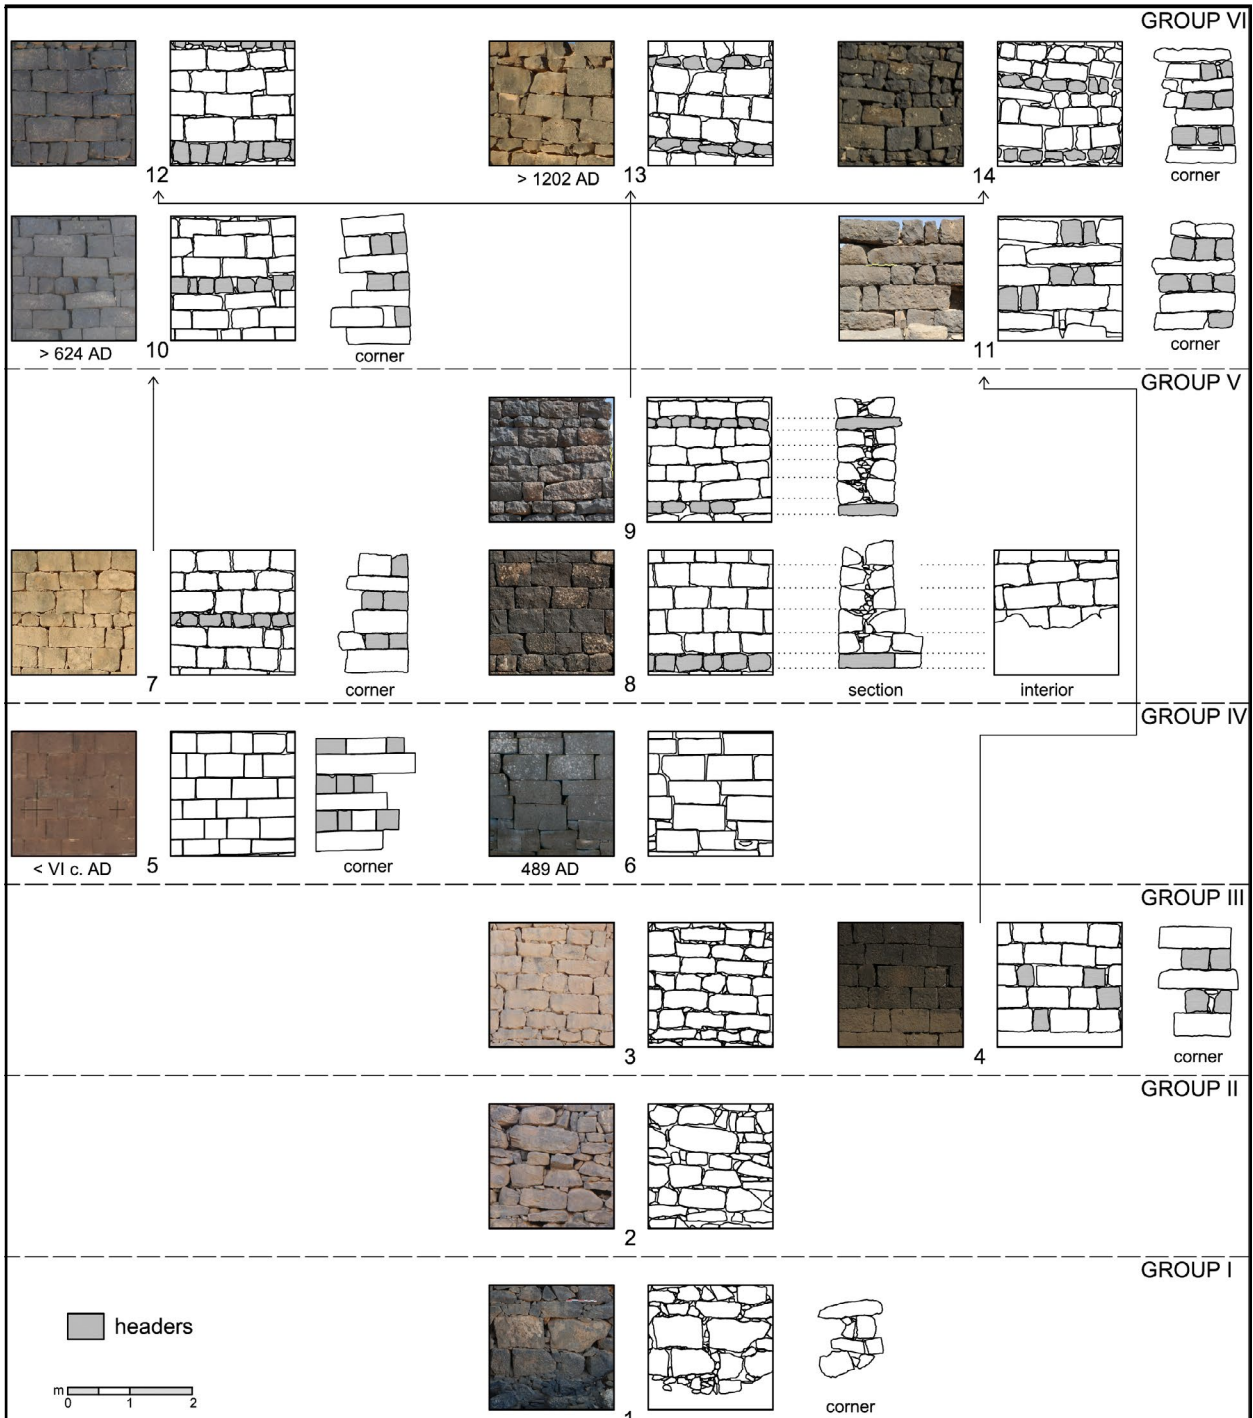 GROUP VI
12
> 1202 AD
13
14
corner
> 624 AD
10
corner
11
corner
GROUP V
9
7
corner
8
section
interior
GROUP IV
< VI c. AD
5
corner
489 AD
6
GROUP III
3
4
corner
GROUP II
2
GROUP I
headers
m
0 1 2
1
corner